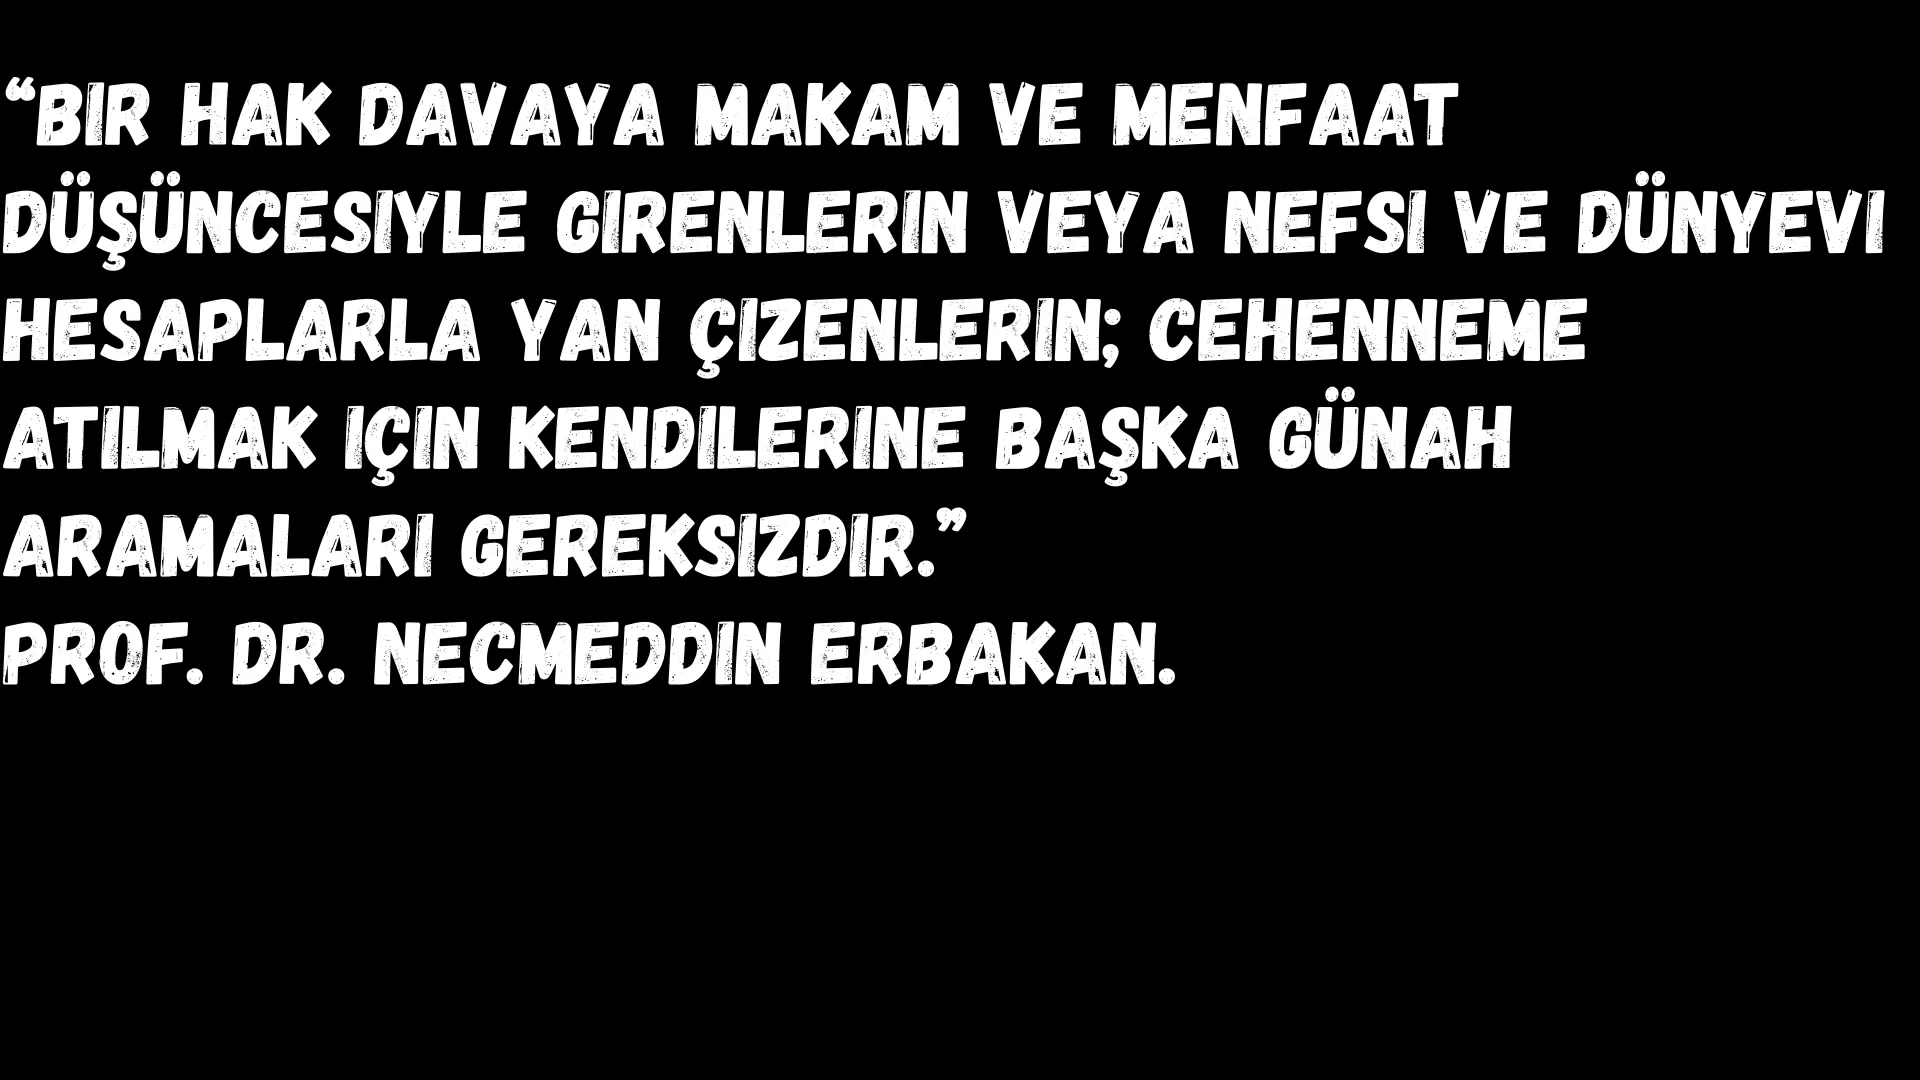 “BIR HAK DAVAYA MAKAM VE MENFAAT
DÜŞÜNCESIYLE GIRENLERIN VEYA NEFSI VE DÜNYEVI
HESAPLARLA YAN ÇIZENLERIN; CEHENNEME
ATILMAK IÇIN KENDILERINE BAŞKA GÜNAH
ARAMALARI GEREKSIZDIR.”
PROF. DR. NECMEDDIN ERBAKAN.